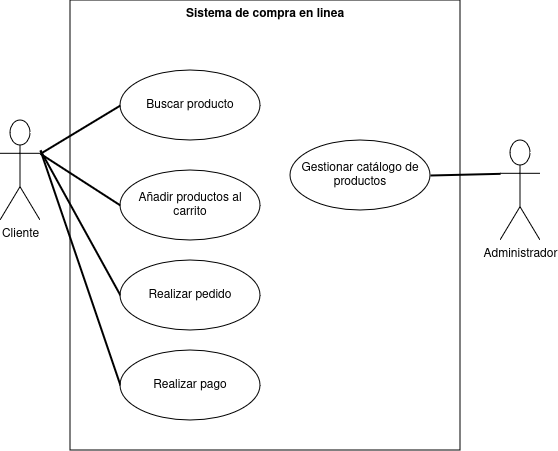 Sistema de compra en linea
Buscar producto
Gestionar catálogo de
productos
Añadir productos al
carrito
Cliente
Administrador
Realizar pedido
Realizar pago